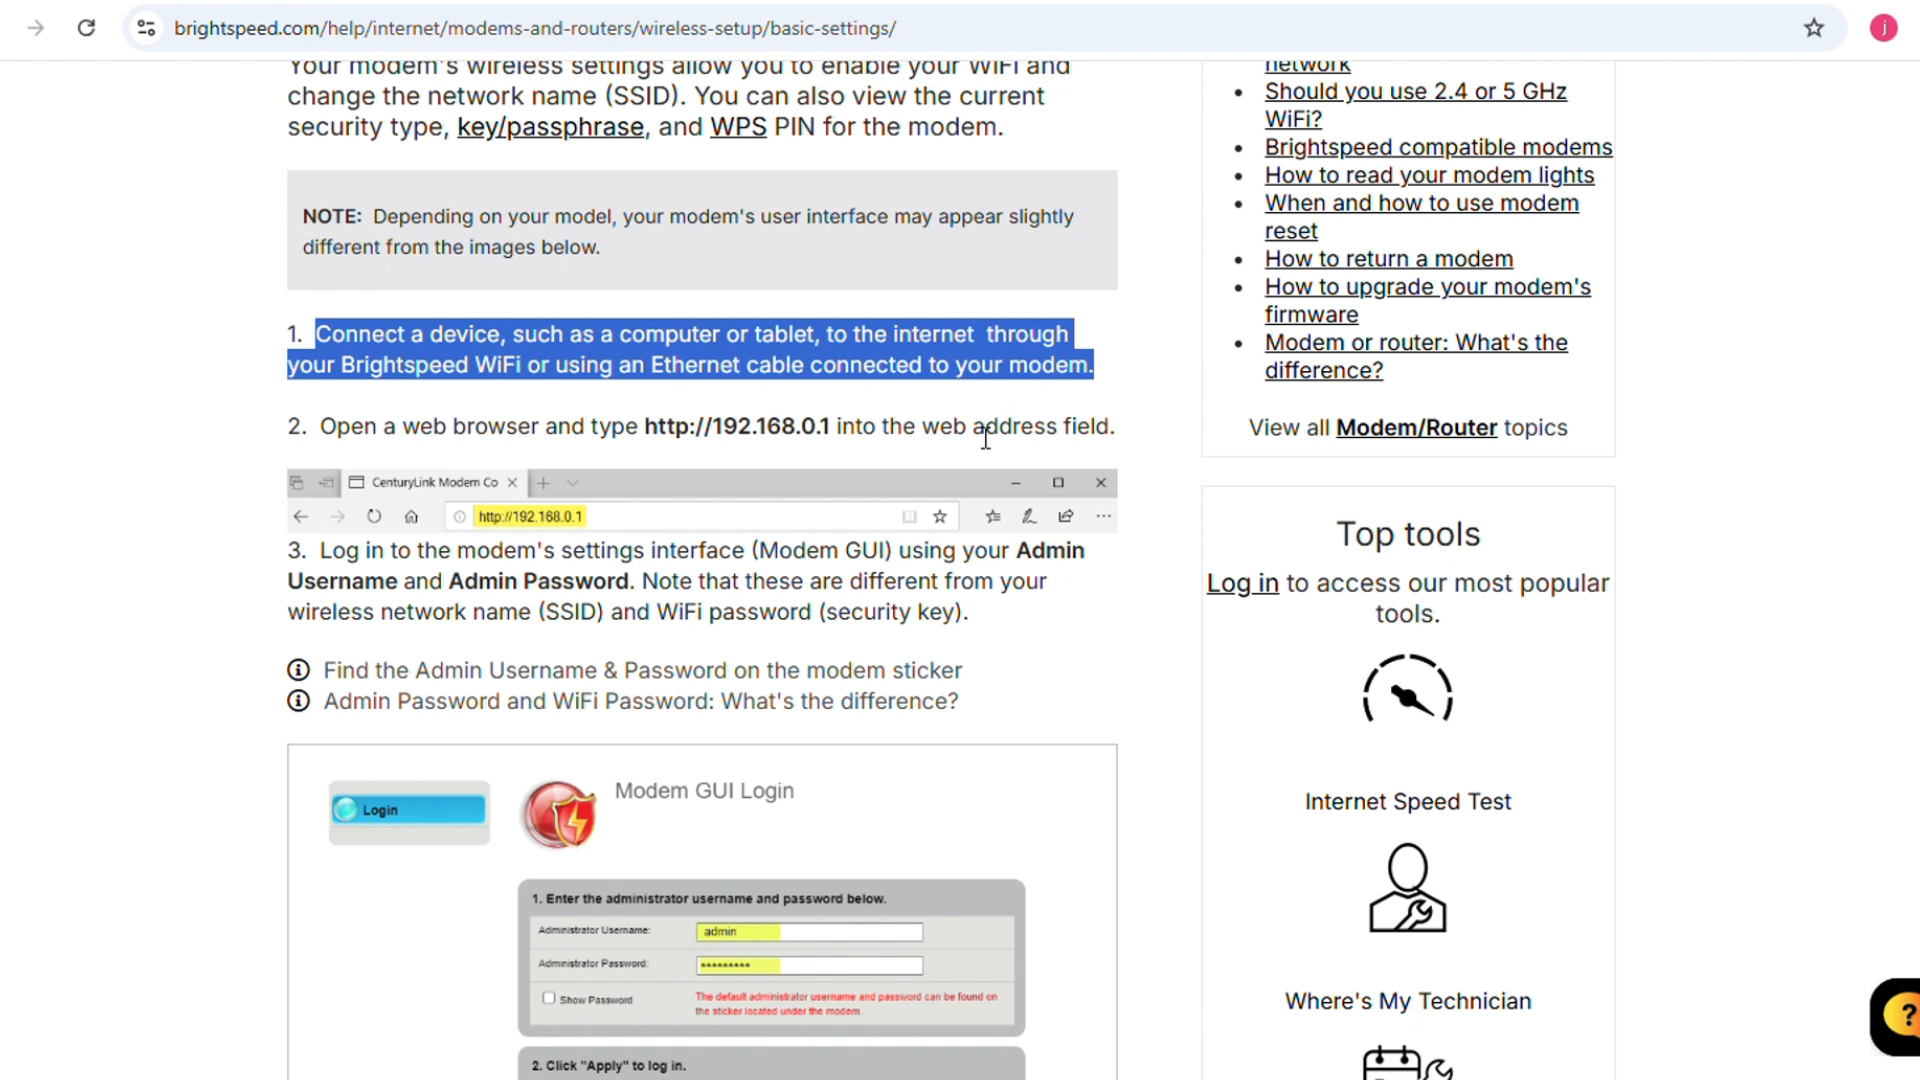 brightspeed.com/help/internet/modems-and-routers/wireless-setup/basic-settings/
j
Your modem's wireless settings allow you to enable your WiFi and
change the network name (SSID). You can also view the current
security type, key/passphrase, and WPS PIN for the modem.
NOTE: Depending on your model, your modem's user interface may appear slightly
different from the images below.
1. Connect a device, such as a computer or tablet, to the internet through
your Brightspeed WiFi or using an Ethernet cable connected to your modem.
2. Open a web browser and type http://192.168.0.1 into the web address field.
CenturyLink Modem Co
http://192.168.0.1
3. Log in to the modem's settings interface (Modem GUI) using your Admin
Username and Admin Password. Note that these are different from your
wireless network name (SSID) and WiFi password (security key).
Find the Admin Username & Password on the modem sticker
Admin Password and WiFi Password: What's the difference?
Login
Modem GUI Login
1. Enter the administrator username and password below.
Administrator Username:
admin
Administrator Password:
*********
Show Password
The default administrator username and password can be found on
the sticker located under the modem.
2. Click "Apply" to log in.
network
Should you use 2.4 or 5 GHz
WiFi?
Brightspeed compatible modems
How to read your modem lights
When and how to use modem
reset
How to return a modem
How to upgrade your modem's
firmware
Modem or router: What's the
difference?
View all Modem/Router topics
Top tools
Log in to access our most popular
tools.
Internet Speed Test
Where's My Technician
?